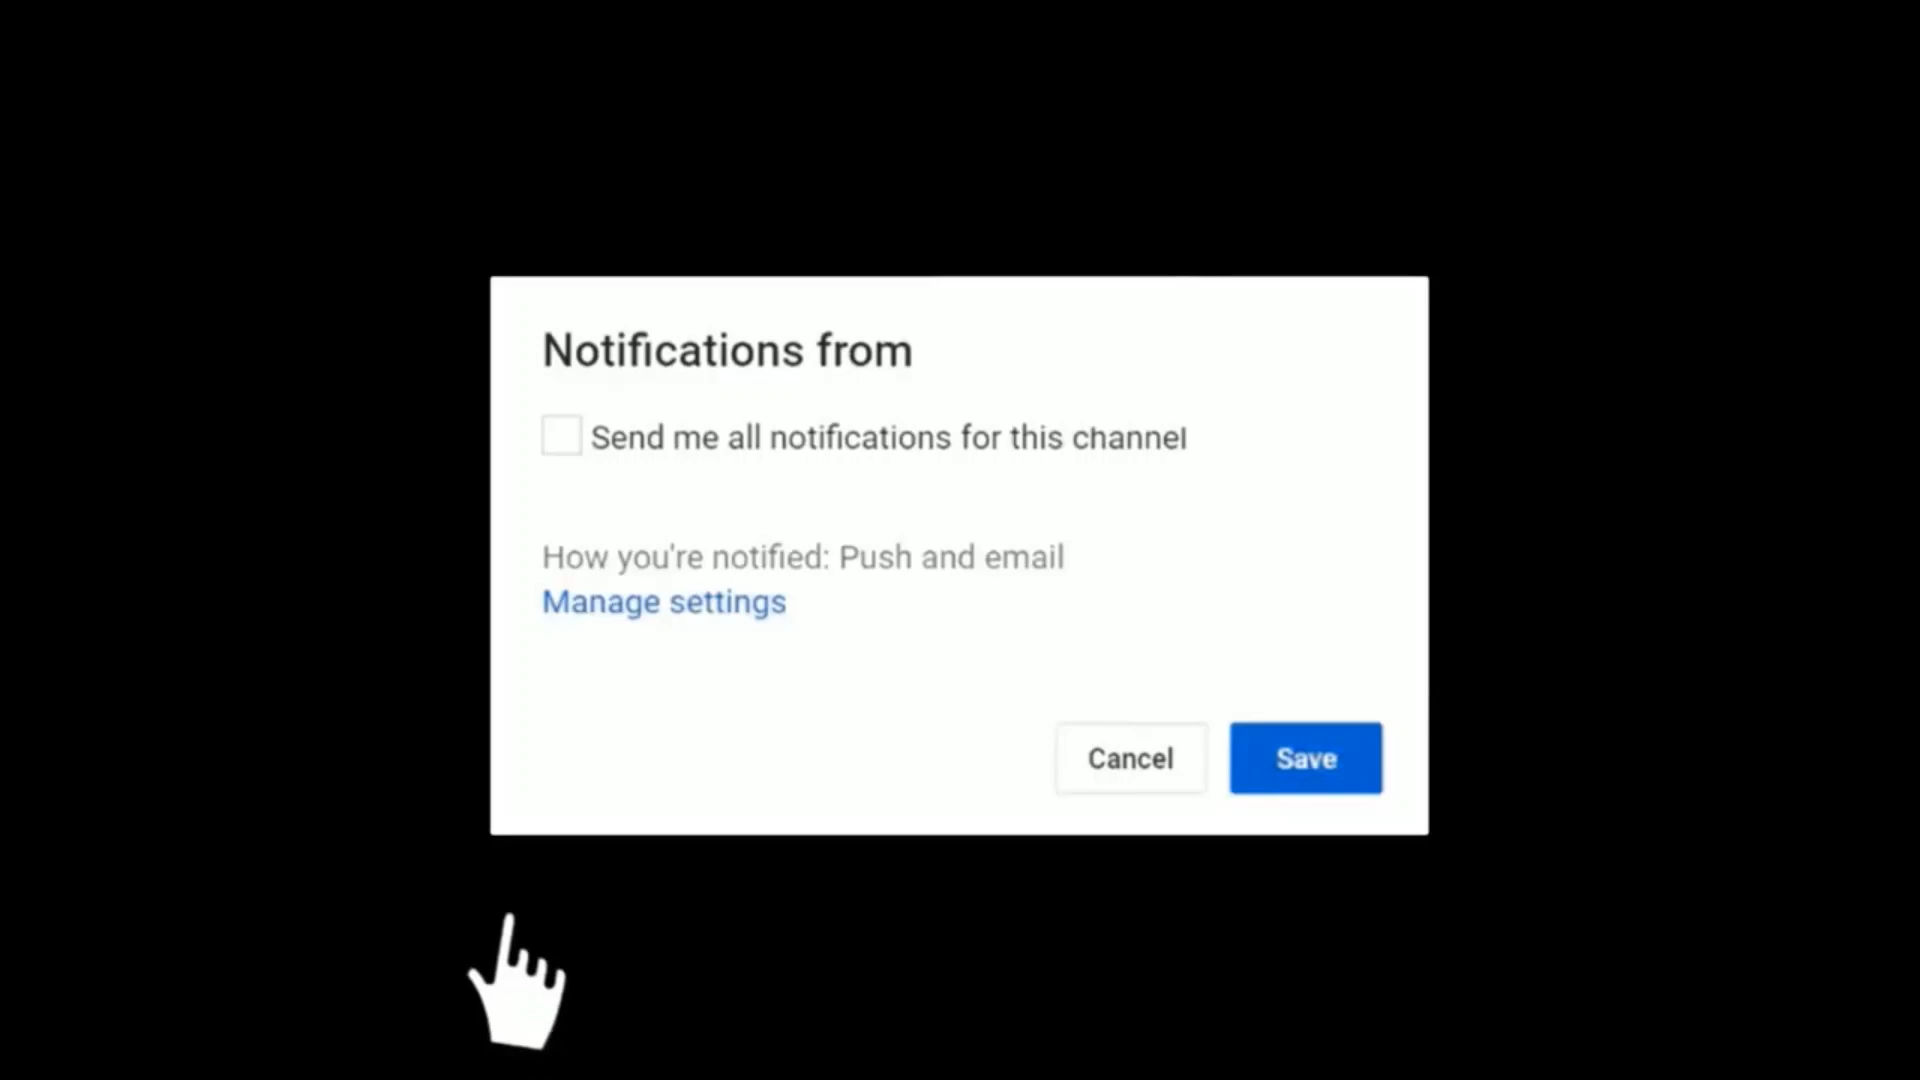 Notifications from
Send me all notifications for this channel
How you're notified: Push and email
Manage settings
Cancel Save